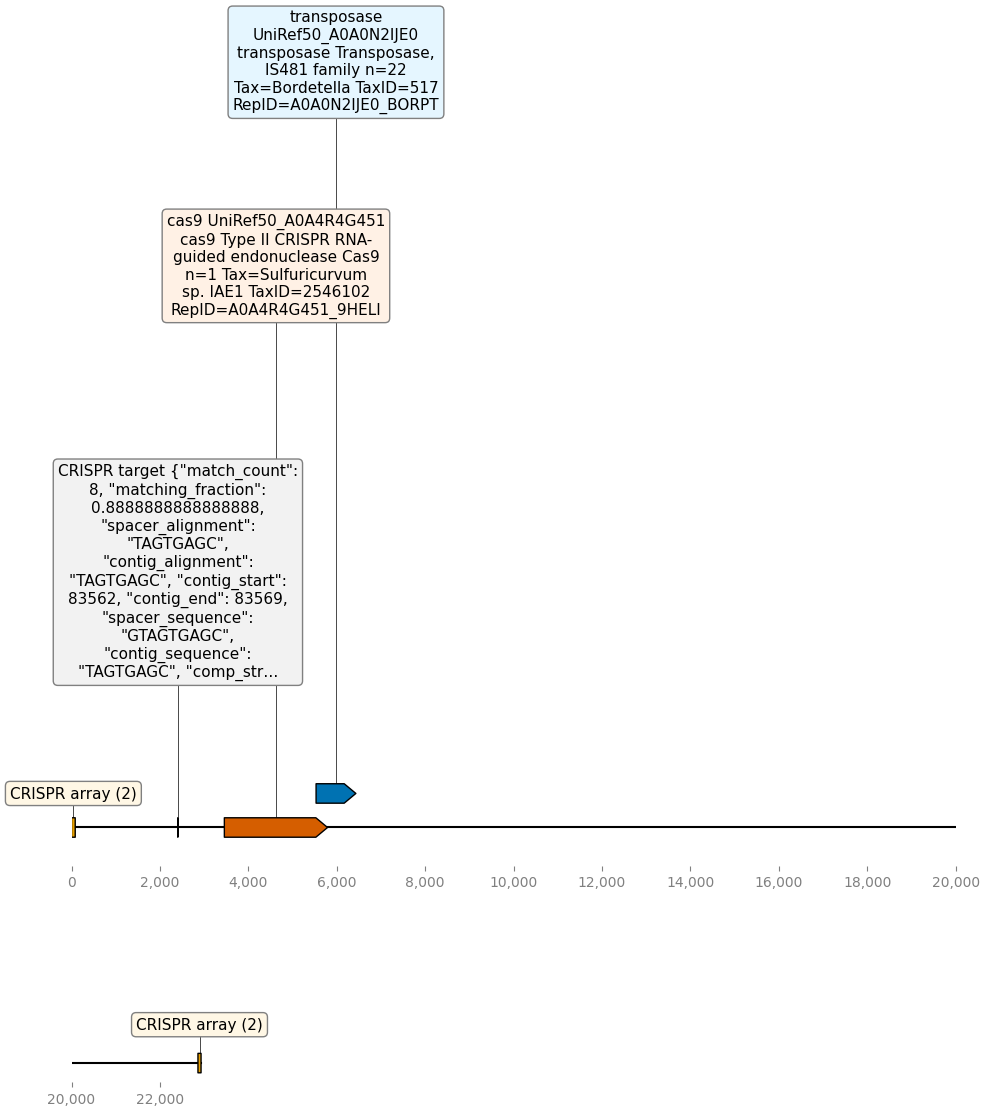 transposase
UniRef50_A0A0N2IJE0
transposase Transposase,
IS481 family n=22
Tax=Bordetella TaxID=517
RepID=A0A0N2IJE0_BORPT
cas9 UniRef50_A0A4R4G451
cas9 Type II CRISPR RNA-
guided endonuclease Cas9
n=1 Tax=Sulfuricurvum
sp. IAE1 TaxID=2546102
RepID=A0A4R4G451_9HELI
CRISPR target {"match_count":
8, "matching_fraction":
0.8888888888888888,
"spacer_alignment":
"TAGTGAGC",
"contig_alignment":
"TAGTGAGC", "contig_start":
83562, "contig_end": 83569,
"spacer_sequence":
"GTAGTGAGC",
"contig_sequence":
"TAGTGAGC", "comp_str...
CRISPR array (2)
0 2,000 4,000 6,000 8,000 10,000 12,000 14,000 16,000 18,000 20,000
CRISPR array (2)
20,000 22,000